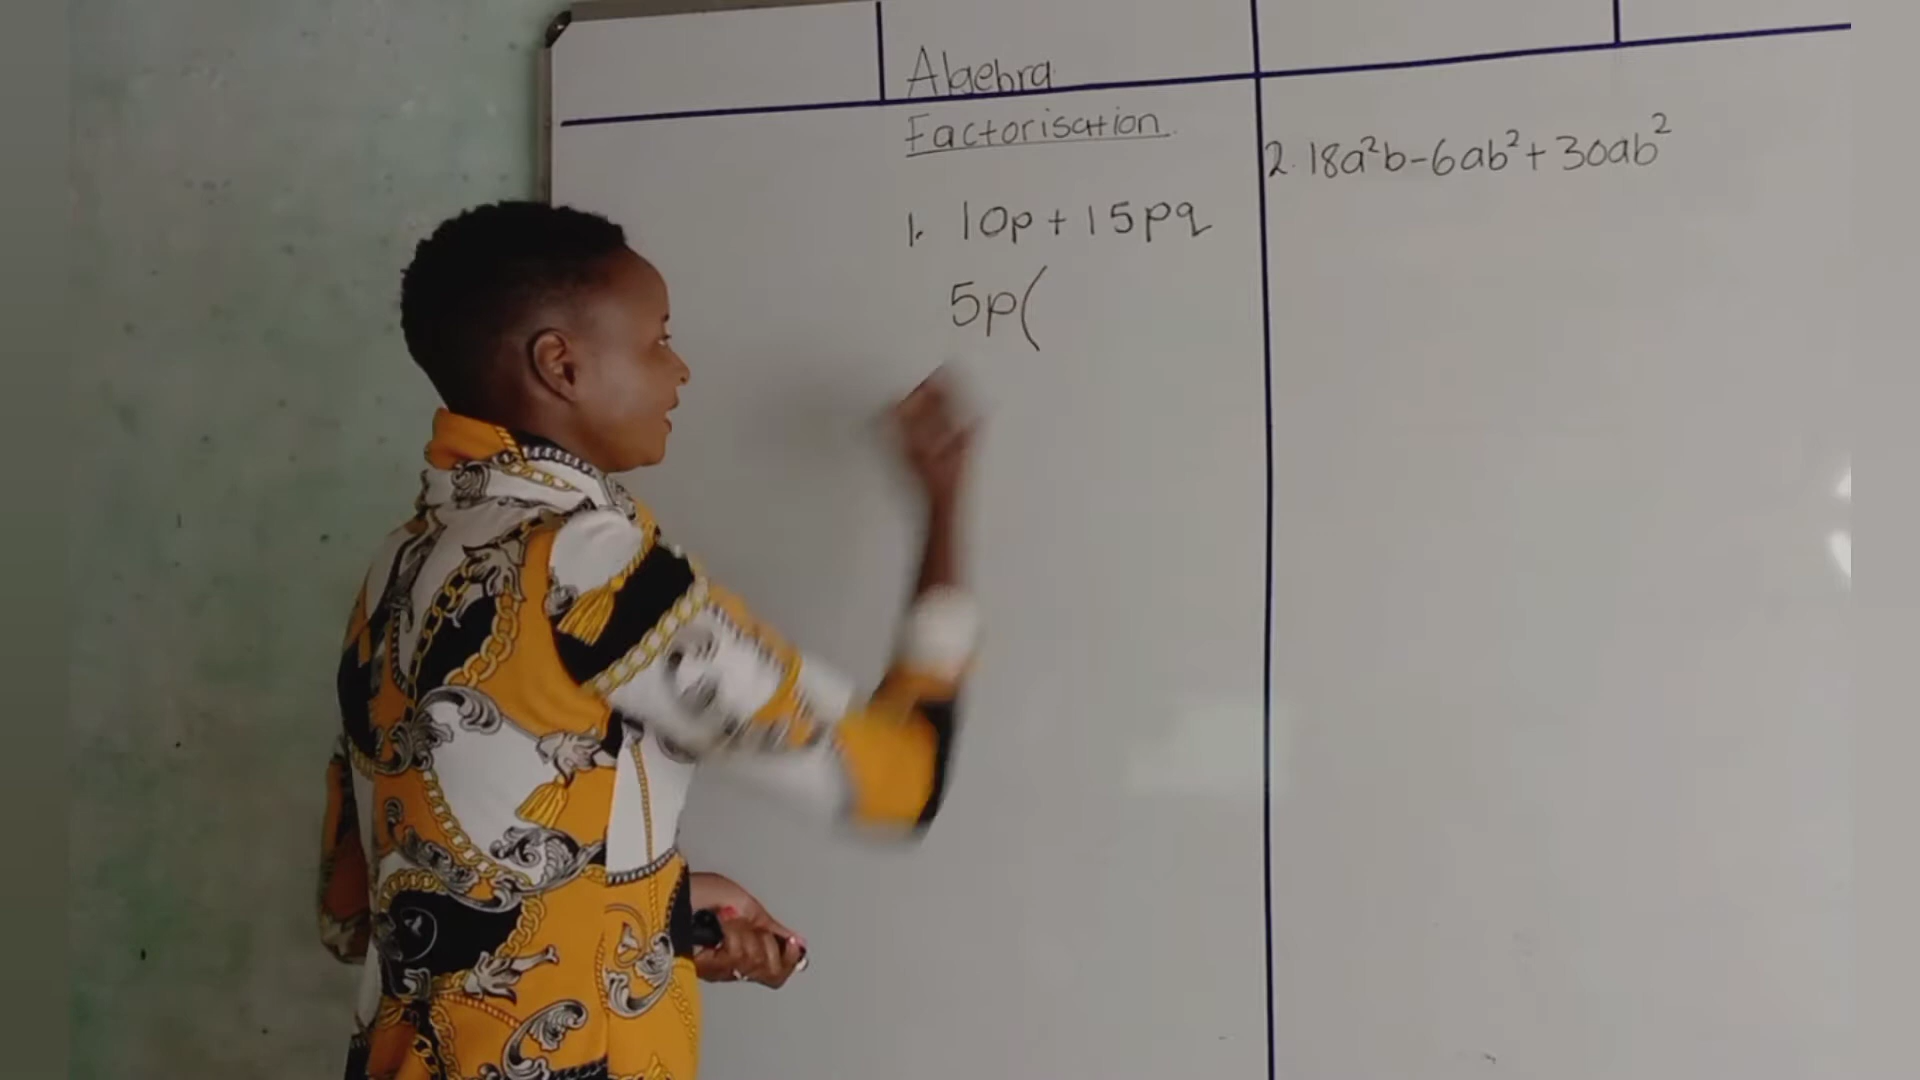 Algebra
Factorisation
1. 10p + 15pq
5p(
2. 18a²b - 6ab² + 30ab²